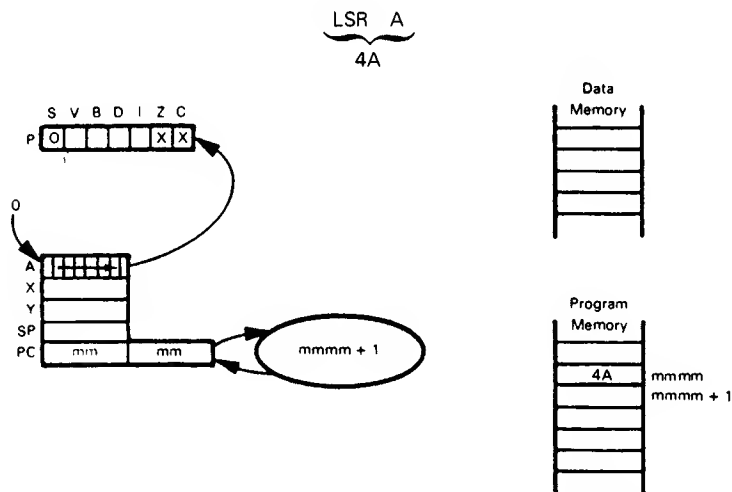 LSR A
4A
S V B D I Z C
P 0 X X
0
A
X
Y
SP
PC mm mm
mmmm + 1
Data
Memory
Program
Memory
4A mmmm
mmmm + 1